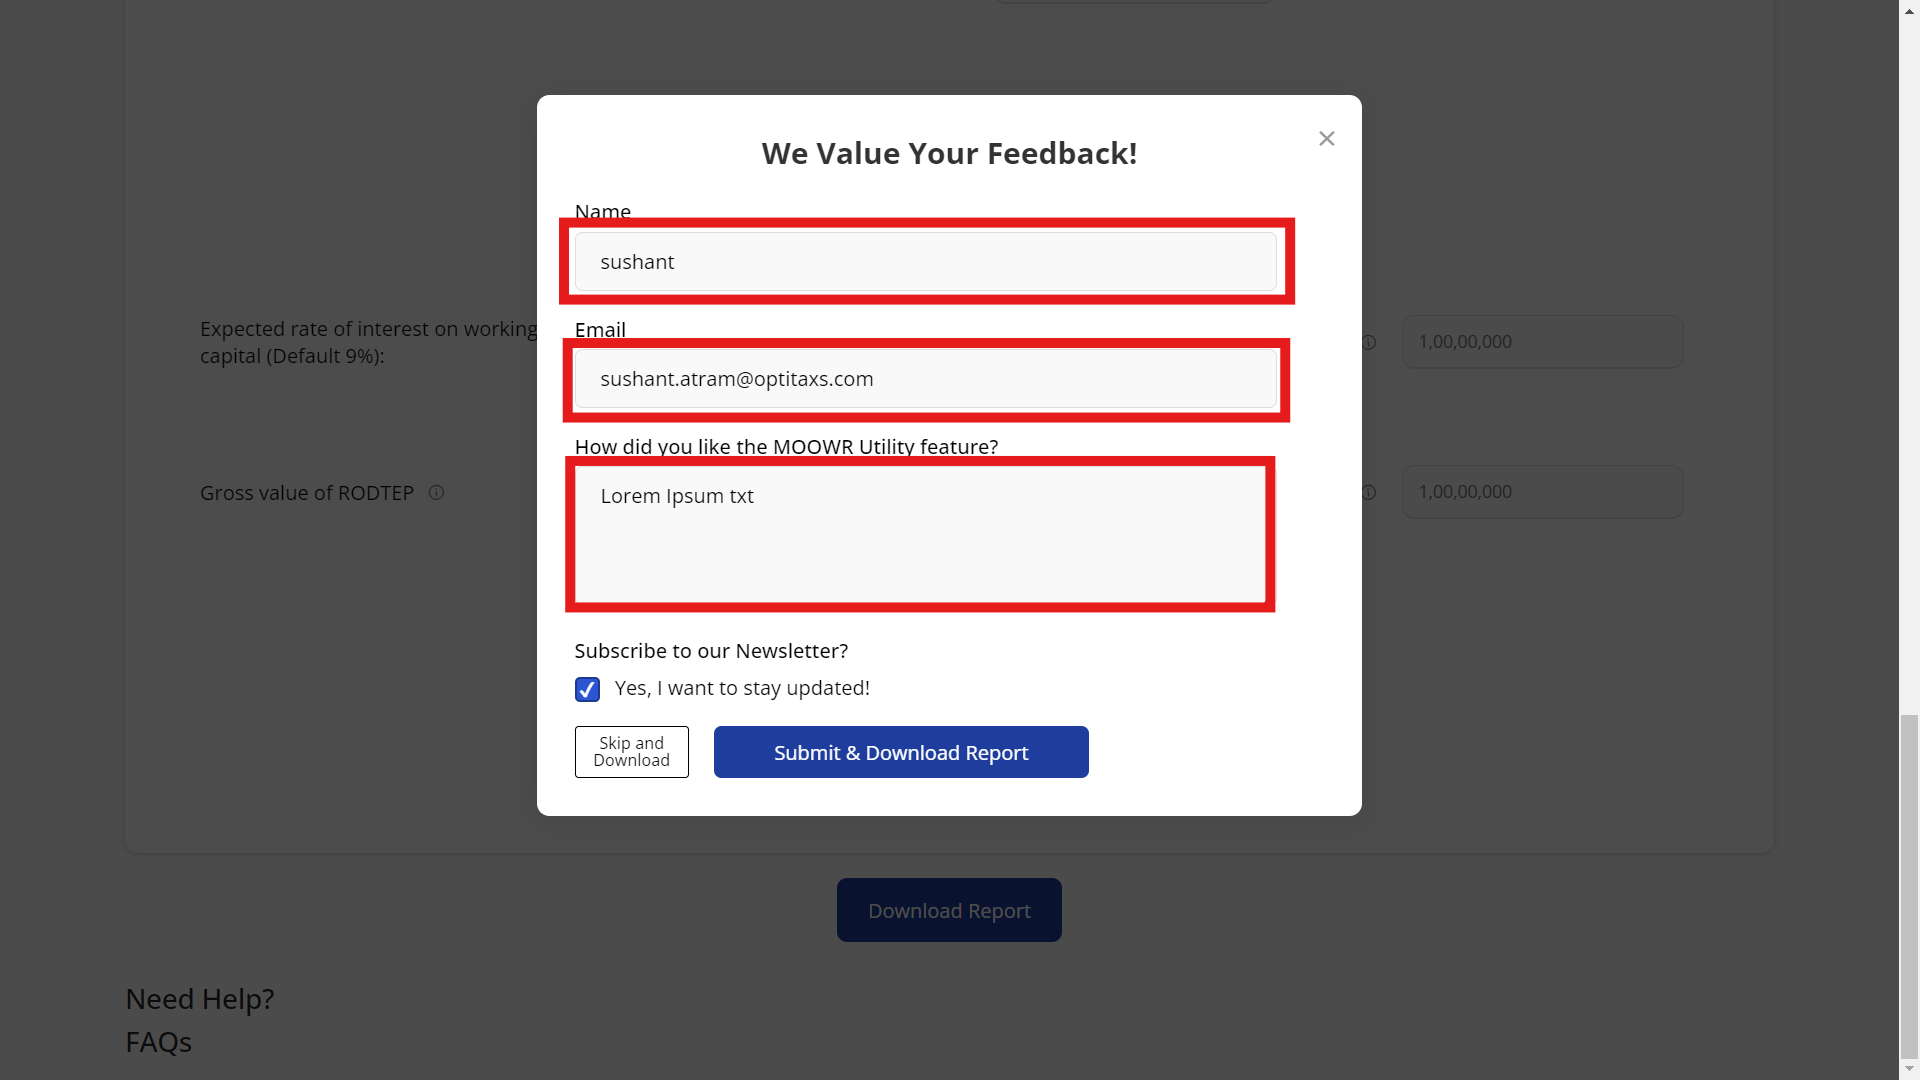 We Value Your Feedback!
Name
sushant
Expected rate of interest on working
capital (Default 9%):
Email
1,00,00,000
sushant.atram@optitaxs.com
How did you like the MOOWR Utility feature?
Gross value of RODTEP
Lorem Ipsum txt
1,00,00,000
Subscribe to our Newsletter?
Yes, I want to stay updated!
Skip and
Download
Submit & Download Report
Download Report
Need Help?
FAQs